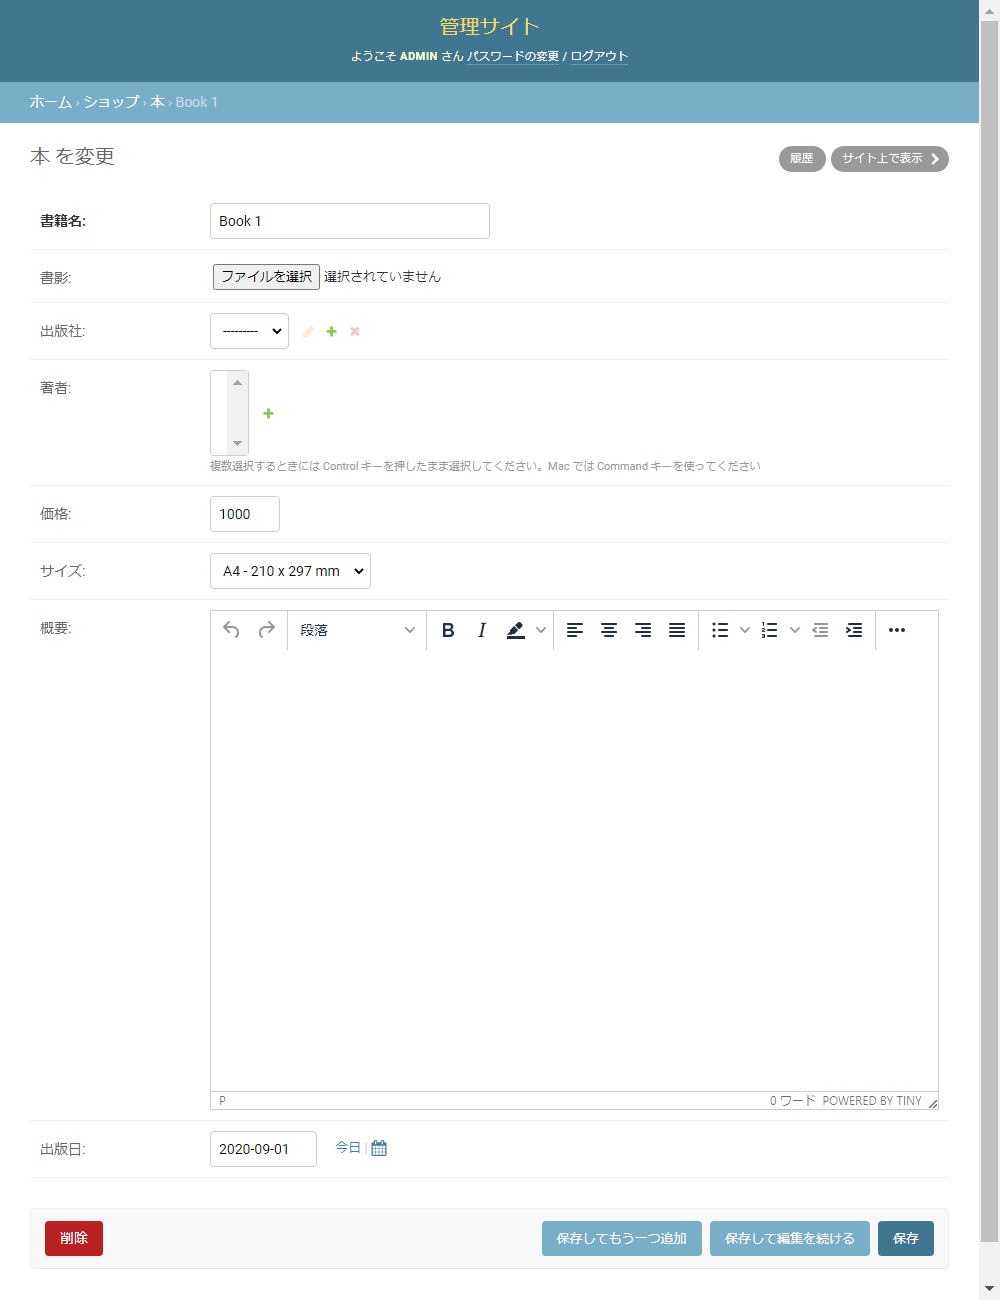 管理サイト
ようこそ ADMIN さん パスワードの変更 / ログアウト
ホーム › ショップ › 本 › Book 1
本 を変更
履歴 サイト上で表示
書籍名: Book 1
書影: ファイルを選択 選択されていません
出版社: ---------
著者:
複数選択するときには Control キーを押したまま選択してください。Mac では Command キーを使ってください
価格: 1000
サイズ: A4 - 210 x 297 mm
概要: 段落 B I
P 0 ワード POWERED BY TINY
出版日: 2020-09-01 今日 |
削除 保存してもう一つ追加 保存して編集を続ける 保存